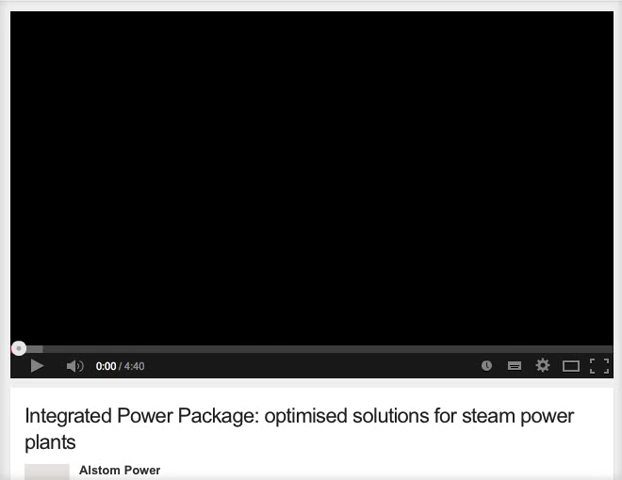 0:00 / 4:40
Integrated Power Package: optimised solutions for steam power
plants
Alstom Power